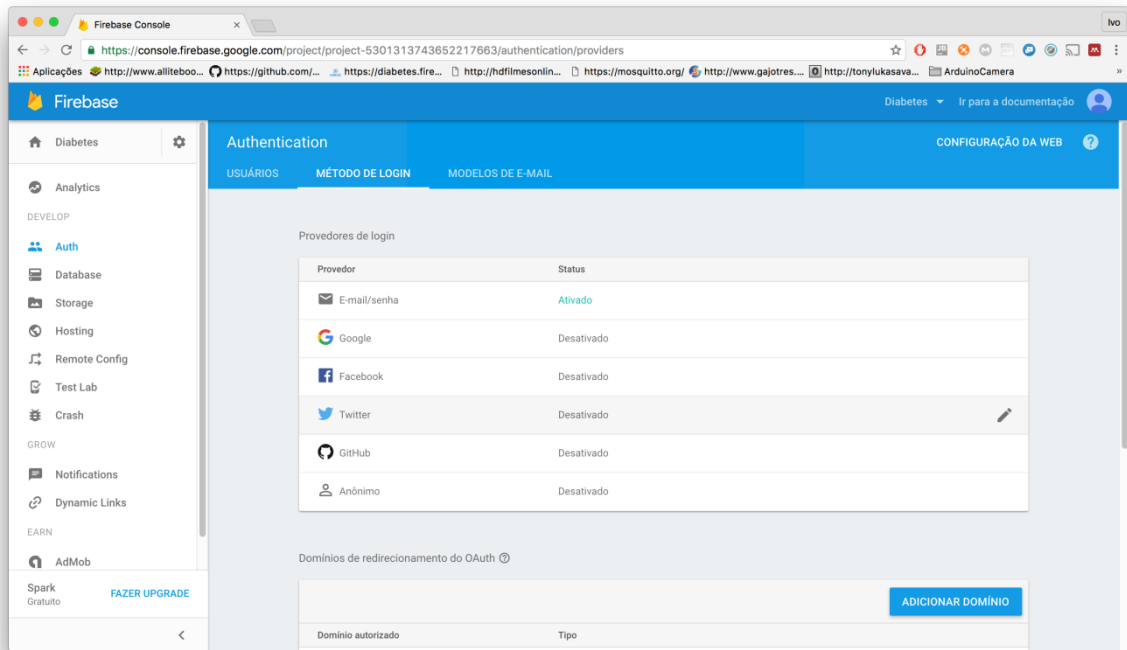 Firebase Console
Ivo
https://console.firebase.google.com/project/project-5301313743652217663/authentication/providers
Aplicações http://www.alliteboo... https://github.com/... https://diabetes.fire... http://hdfilmesonlin... https://mosquitto.org/ http://www.gajotres.... http://tonylukasava... ArduinoCamera »
Firebase
Diabetes Ir para a documentação
Diabetes
Authentication
CONFIGURAÇÃO DA WEB ?
USUÁRIOS MÉTODO DE LOGIN MODELOS DE E-MAIL
Analytics
DEVELOP
Auth
Database
Storage
Hosting
Remote Config
Test Lab
Crash
GROW
Notifications
Dynamic Links
EARN
AdMob
Spark
Gratuito
FAZER UPGRADE
Provedores de login
Provedor Status
E-mail/senha Ativado
Google Desativado
Facebook Desativado
Twitter Desativado
GitHub Desativado
Anônimo Desativado
Domínios de redirecionamento do OAuth ?
ADICIONAR DOMÍNIO
Domínio autorizado Tipo